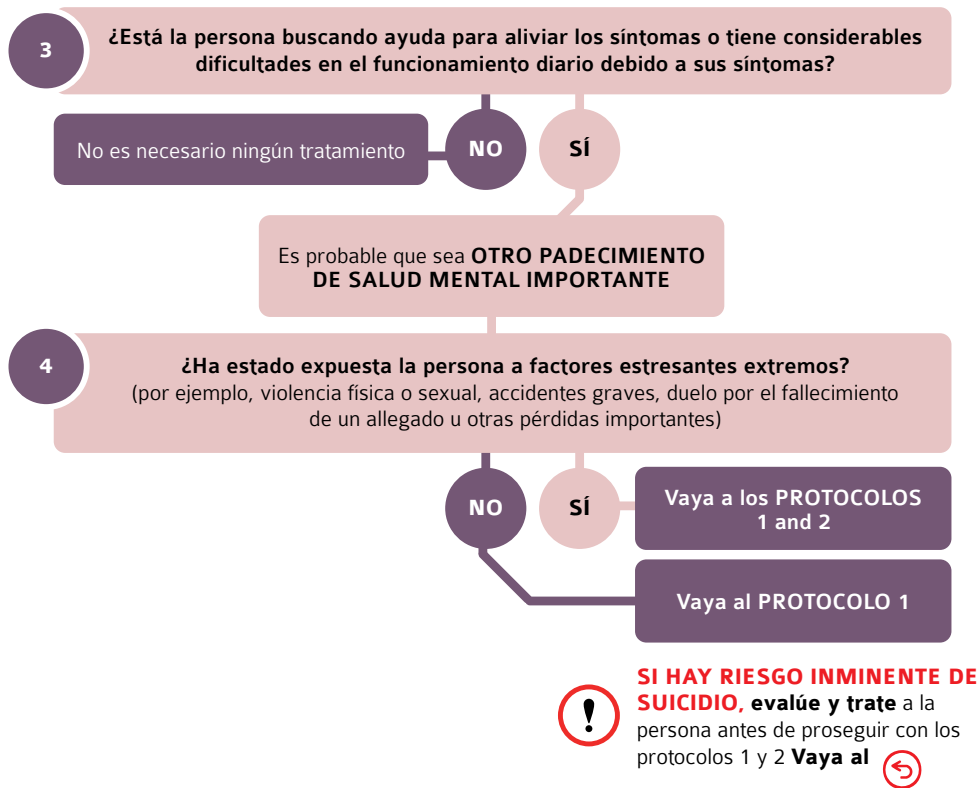 3
¿Está la persona buscando ayuda para aliviar los síntomas o tiene considerables
dificultades en el funcionamiento diario debido a sus síntomas?
No es necesario ningún tratamiento
NO
SÍ
Es probable que sea OTRO PADECIMIENTO
DE SALUD MENTAL IMPORTANTE
4
¿Ha estado expuesta la persona a factores estresantes extremos?
(por ejemplo, violencia física o sexual, accidentes graves, duelo por el fallecimiento
de un allegado u otras pérdidas importantes)
NO
SÍ
Vaya a los PROTOCOLOS
1 and 2
Vaya al PROTOCOLO 1
!
SI HAY RIESGO INMINENTE DE
SUICIDIO, evalúe y trate a la
persona antes de proseguir con los
protocolos 1 y 2 Vaya al